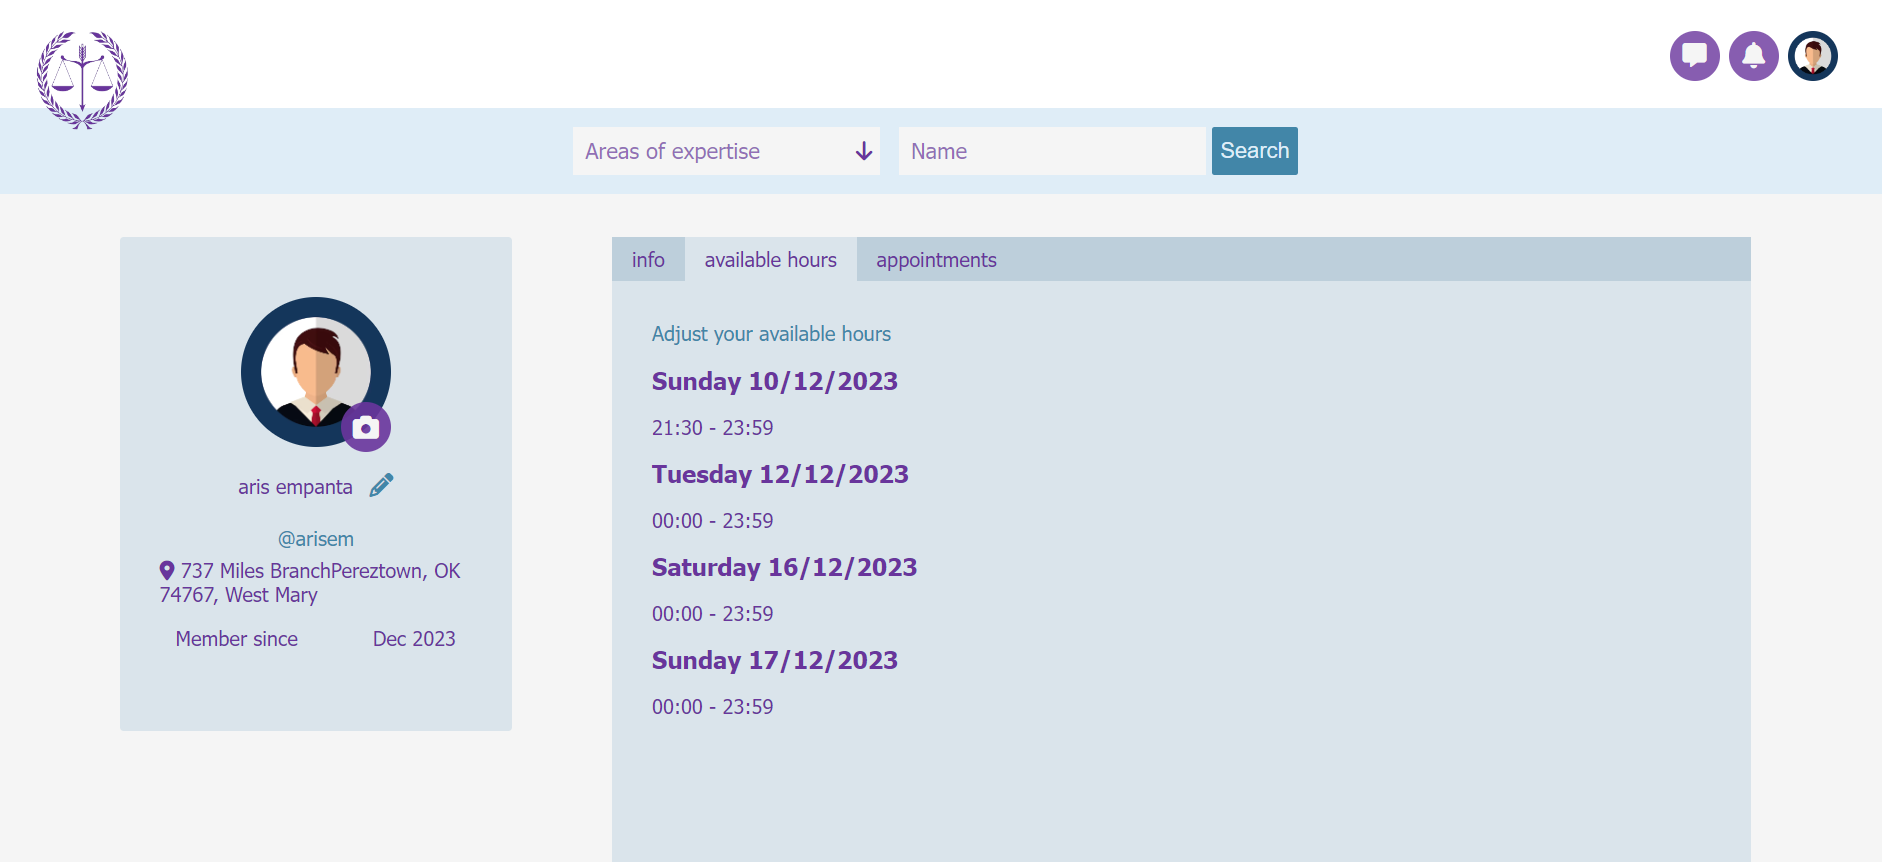 Areas of expertise
Name
Search
aris empanta
@arisem
737 Miles BranchPereztown, OK
74767, West Mary
Member since Dec 2023
info available hours appointments
Adjust your available hours
Sunday 10/12/2023
21:30 - 23:59
Tuesday 12/12/2023
00:00 - 23:59
Saturday 16/12/2023
00:00 - 23:59
Sunday 17/12/2023
00:00 - 23:59